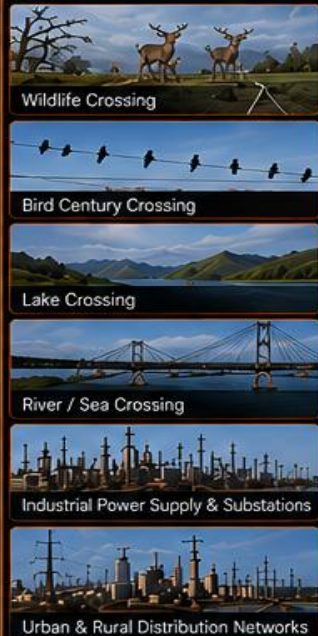 Wildlife Crossing
Bird Century Crossing
Lake Crossing
River / Sea Crossing
Industrial Power Supply & Substations
Urban & Rural Distribution Networks